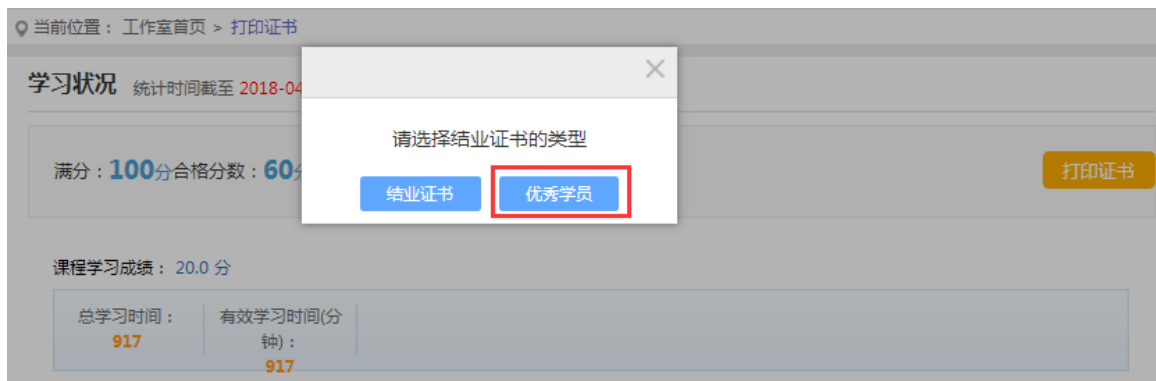 当前位置： 工作室首页 > 打印证书
学习状况 统计时间截至 2018-04
请选择结业证书的类型
满分：100分合格分数：60分
结业证书 优秀学员
打印证书
课程学习成绩： 20.0 分
总学习时间：
917
有效学习时间(分
钟)：
917